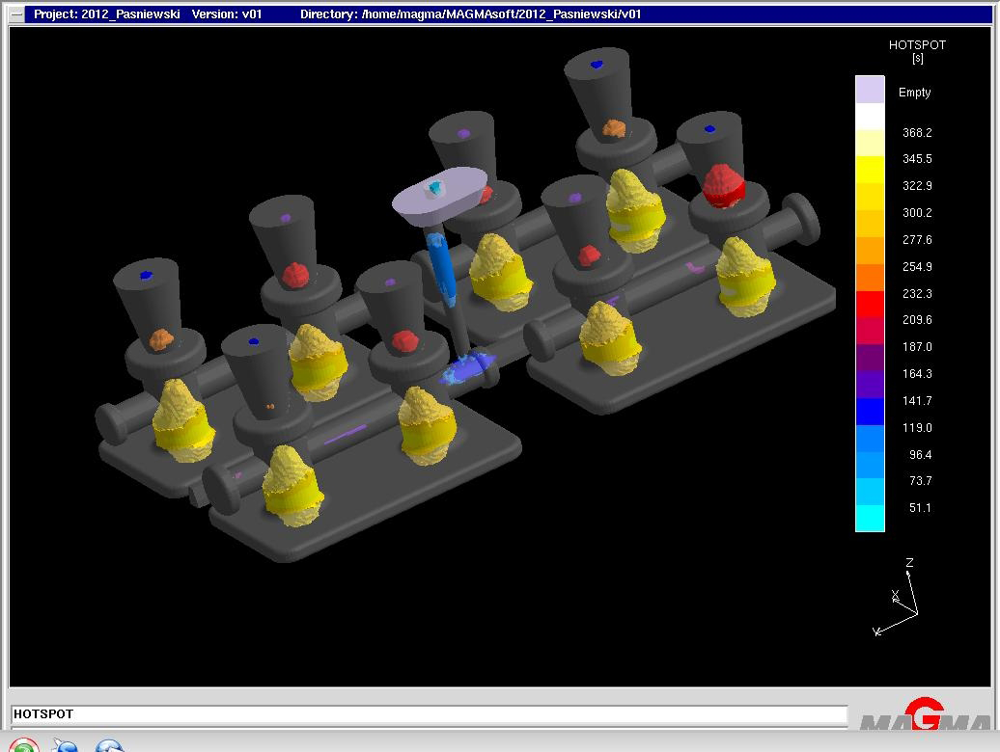 Project: 2012_Pasniewski Version: v01 Directory: /home/magma/MAGMAsoft/2012_Pasniewski/v01
HOTSPOT
[s]
Empty
368.2
345.5
322.9
300.2
277.6
254.9
232.3
209.6
187.0
164.3
141.7
119.0
96.4
73.7
51.1
Z
X
Y
HOTSPOT
MAGMA